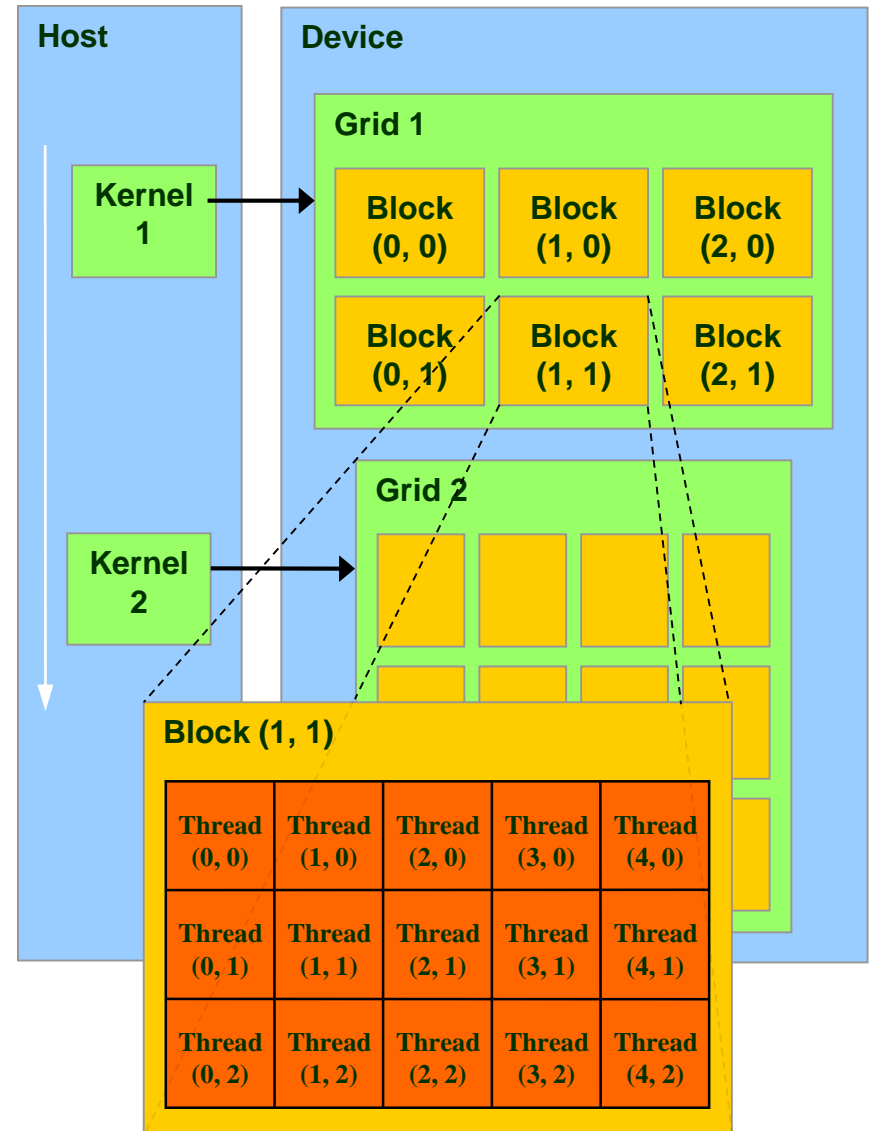 Host
Device
Grid 1
Kernel
1
Block
(0, 0)
Block
(1, 0)
Block
(2, 0)
Block
(0, 1)
Block
(1, 1)
Block
(2, 1)
Grid 2
Kernel
2
Block (1, 1)
Thread
(0, 0)
Thread
(1, 0)
Thread
(2, 0)
Thread
(3, 0)
Thread
(4, 0)
Thread
(0, 1)
Thread
(1, 1)
Thread
(2, 1)
Thread
(3, 1)
Thread
(4, 1)
Thread
(0, 2)
Thread
(1, 2)
Thread
(2, 2)
Thread
(3, 2)
Thread
(4, 2)